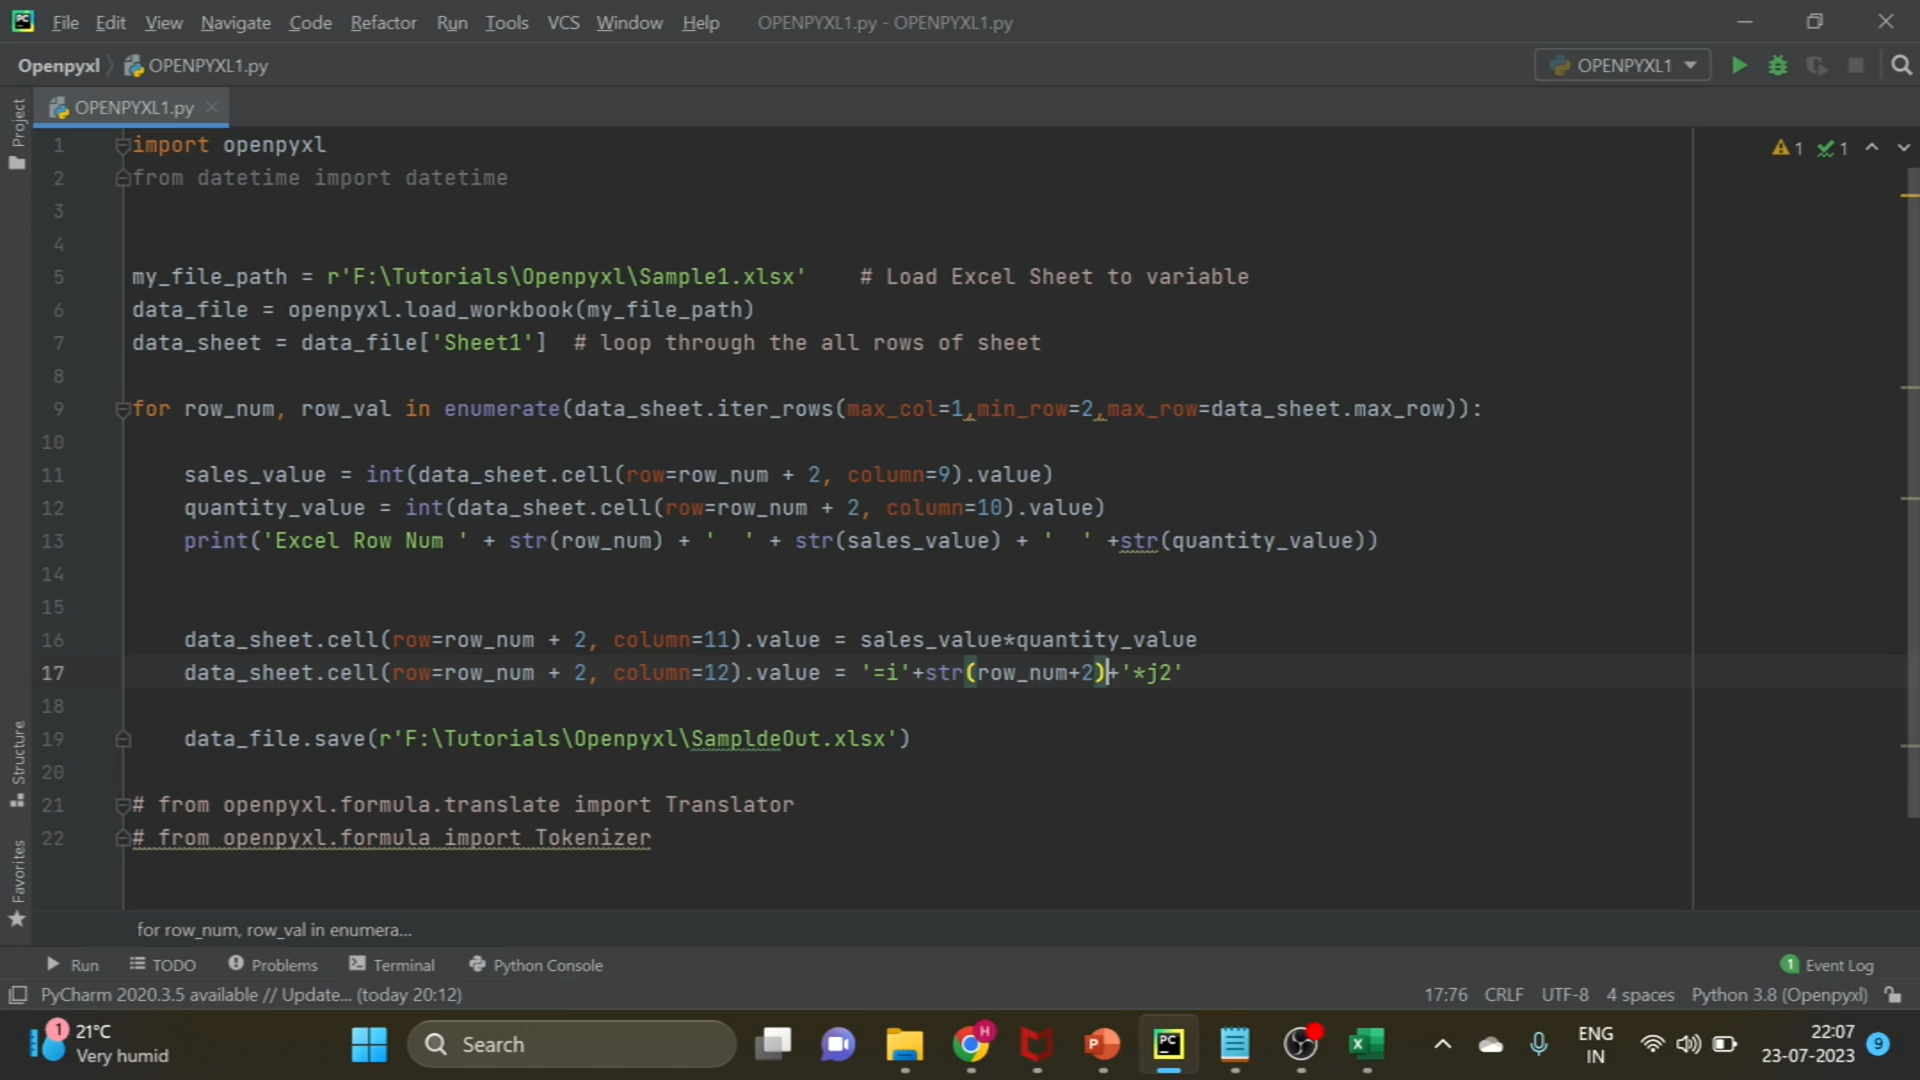 File Edit View Navigate Code Refactor Run Tools VCS Window Help OPENPYXL1.py - OPENPYXL1.py
Openpyxl OPENPYXL1.py OPENPYXL1
OPENPYXL1.py
Project
1 import openpyxl
1 1
2 from datetime import datetime
3
4
5 my_file_path = r'F:\Tutorials\Openpyxl\Sample1.xlsx' # Load Excel Sheet to variable
6 data_file = openpyxl.load_workbook(my_file_path)
7 data_sheet = data_file['Sheet1'] # loop through the all rows of sheet
8
9 for row_num, row_val in enumerate(data_sheet.iter_rows(max_col=1,min_row=2,max_row=data_sheet.max_row)):
10
11 sales_value = int(data_sheet.cell(row=row_num + 2, column=9).value)
12 quantity_value = int(data_sheet.cell(row=row_num + 2, column=10).value)
13 print('Excel Row Num ' + str(row_num) + '  ' + str(sales_value) + '  ' +str(quantity_value))
14
15
16 data_sheet.cell(row=row_num + 2, column=11).value = sales_value*quantity_value
17 data_sheet.cell(row=row_num + 2, column=12).value = '=i'+str(row_num+2)+'*j2'
18
19 data_file.save(r'F:\Tutorials\Openpyxl\SampldeOut.xlsx')
20
21 # from openpyxl.formula.translate import Translator
22 # from openpyxl.formula import Tokenizer
Structure
Favorites
for row_num, row_val in enumera...
Run TODO Problems Terminal Python Console 1 Event Log
PyCharm 2020.3.5 available // Update... (today 20:12) 17:76 CRLF UTF-8 4 spaces Python 3.8 (Openpyxl)
1 21°C
Very humid
Search
H
PC
P
X
ENG
IN
22:07
23-07-2023
9